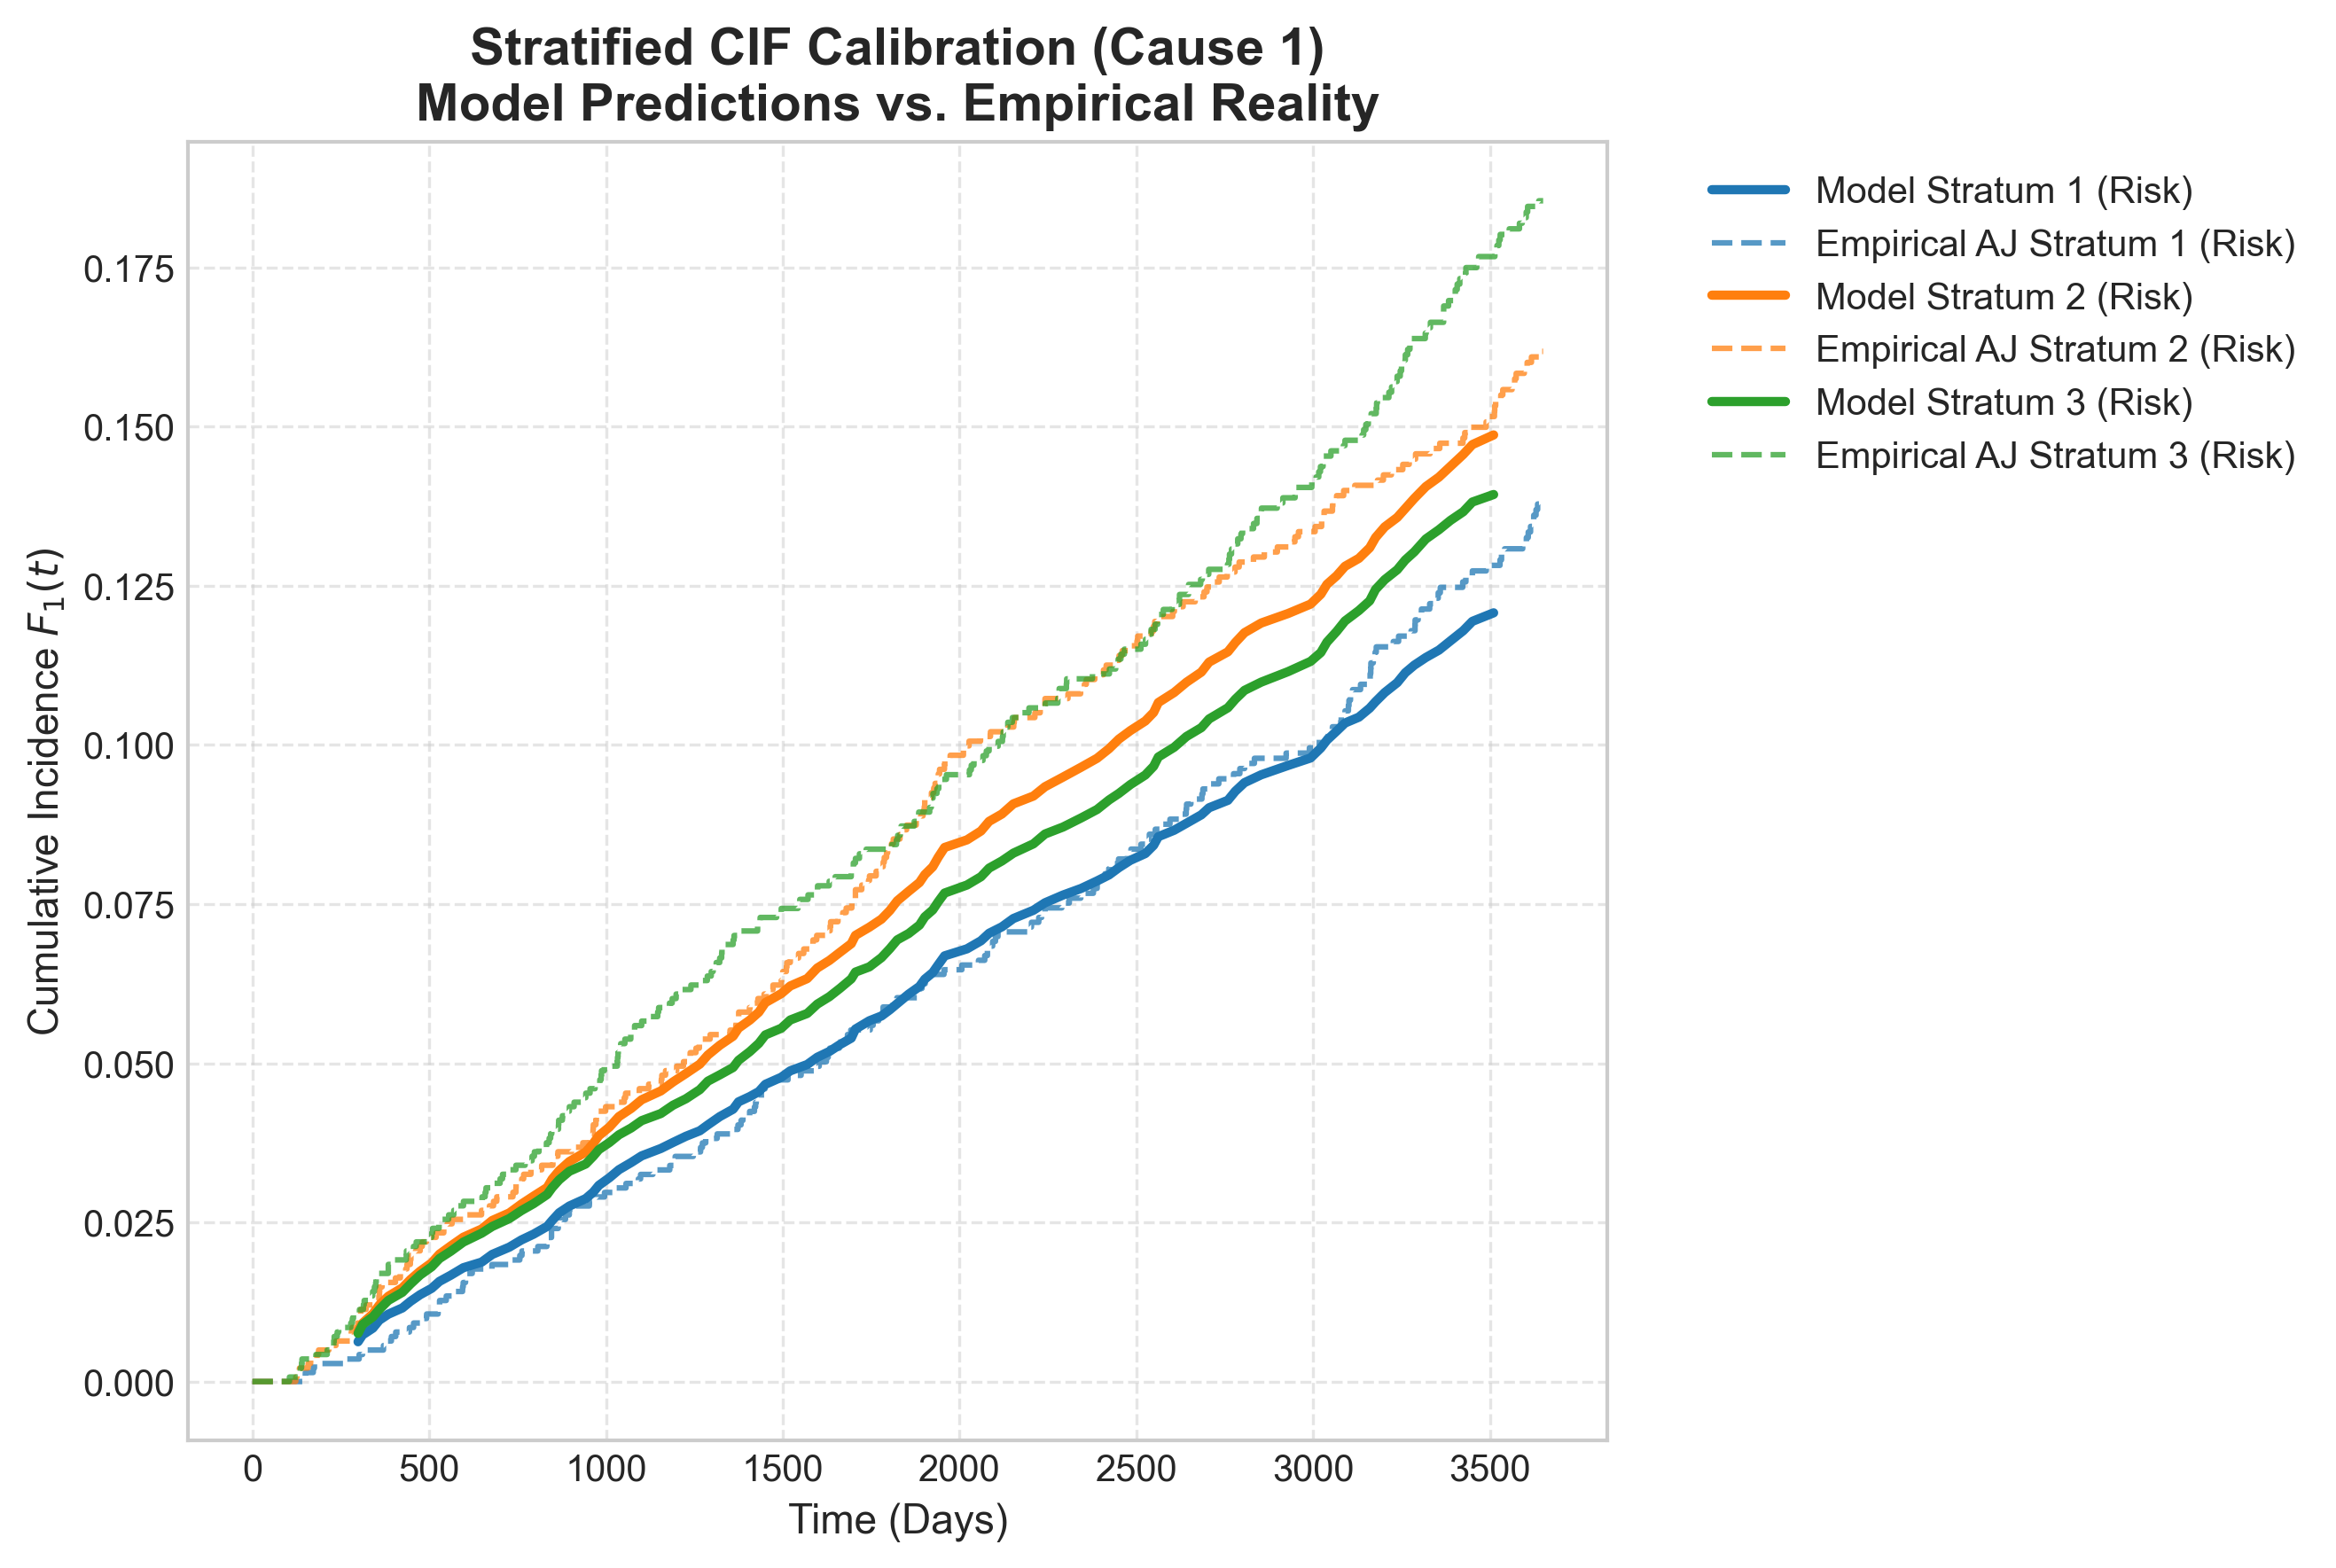 Stratified CIF Calibration (Cause 1)
Model Predictions vs. Empirical Reality
Cumulative Incidence F₁(t)
0.175
0.150
0.125
0.100
0.075
0.050
0.025
0.000
0 500 1000 1500 2000 2500 3000 3500
Time (Days)
Model Stratum 1 (Risk)
Empirical AJ Stratum 1 (Risk)
Model Stratum 2 (Risk)
Empirical AJ Stratum 2 (Risk)
Model Stratum 3 (Risk)
Empirical AJ Stratum 3 (Risk)